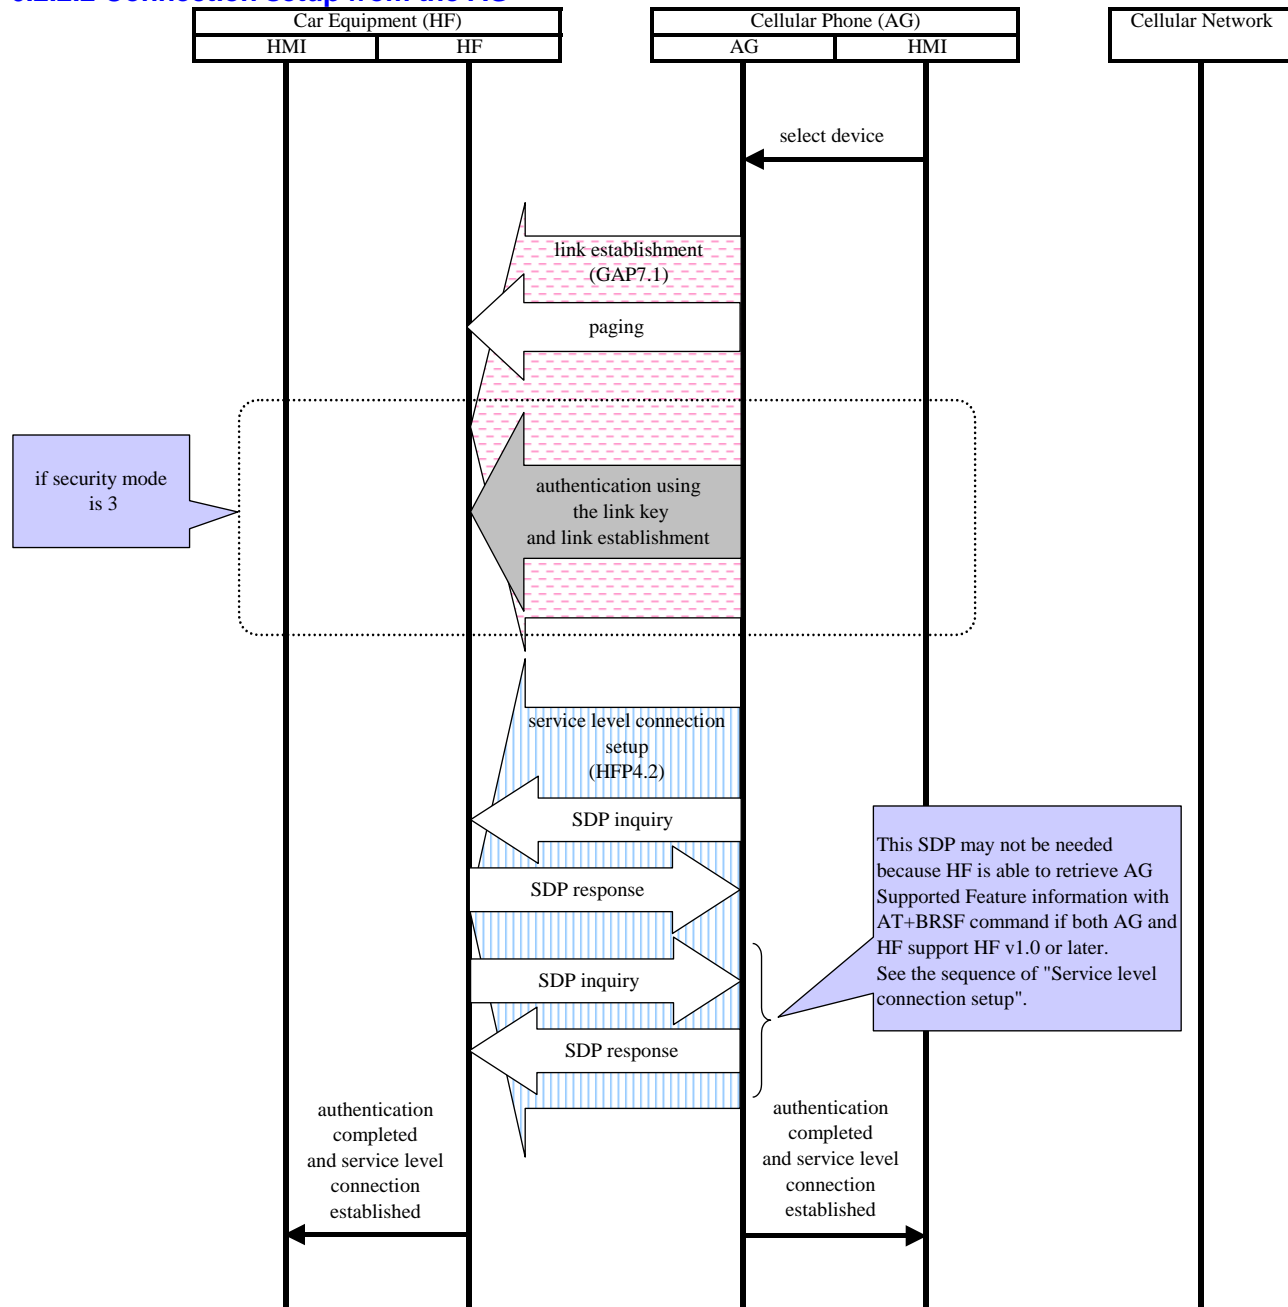 Car Equipment (HF)
Cellular Phone (AG)
Cellular Network
HMI
HF
AG
HMI
select device
link establishment
(GAP7.1)
paging
if security mode
is 3
authentication using
the link key
and link establishment
service level connection
setup
(HFP4.2)
SDP inquiry
SDP response
SDP inquiry
SDP response
This SDP may not be needed
because HF is able to retrieve AG
Supported Feature information with
AT+BRSF command if both AG and
HF support HF v1.0 or later.
See the sequence of "Service level
connection setup".
authentication
completed
and service level
connection
established
authentication
completed
and service level
connection
established